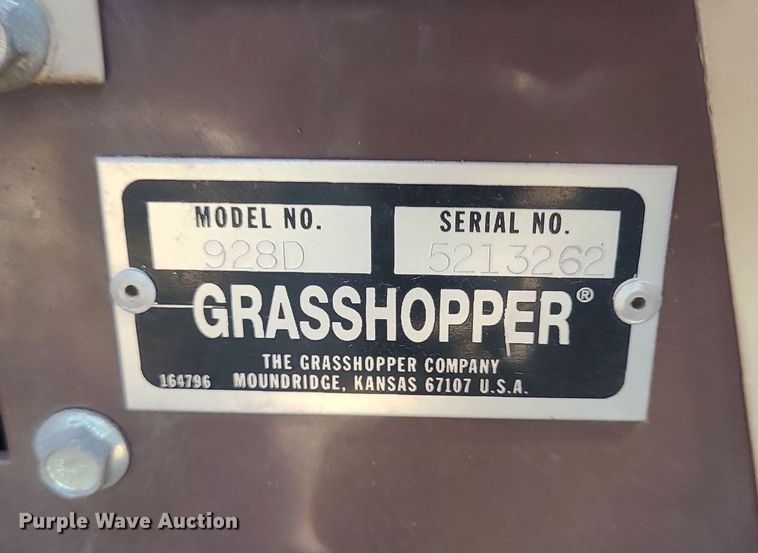 MODEL NO. SERIAL NO.
928D 5213262
GRASSHOPPER®
THE GRASSHOPPER COMPANY
164796 MOUNDRIDGE, KANSAS 67107 U.S.A.
Purple Wave Auction